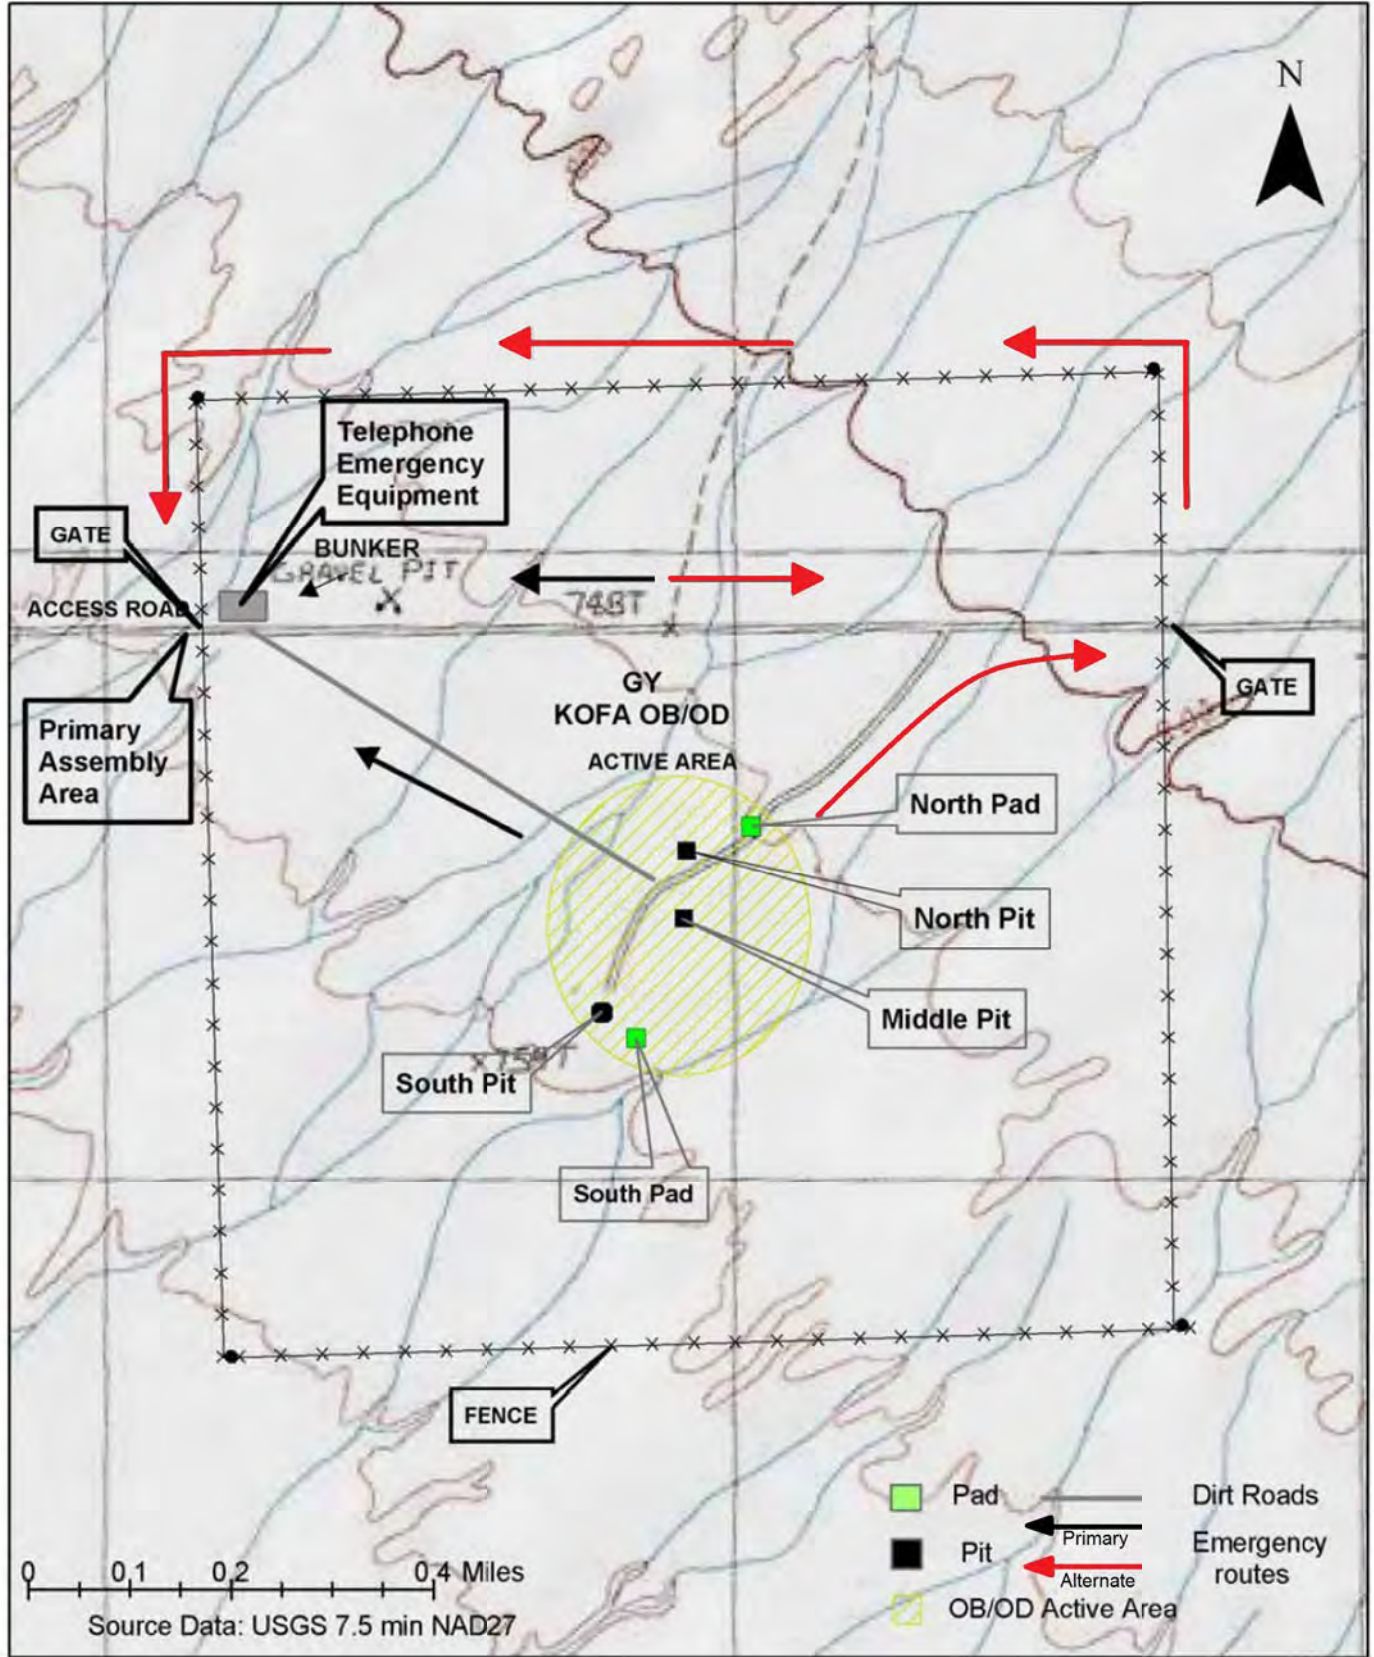 N
Telephone
Emergency
Equipment
GATE
BUNKER
GRAVEL PIT
ACCESS ROAD
748T
GY
KOFA OB/OD
GATE
Primary
Assembly
Area
ACTIVE AREA
North Pad
North Pit
Middle Pit
South Pit
South Pad
FENCE
Pad
Dirt Roads
Primary
Pit
Emergency
routes
Alternate
OB/OD Active Area
0 0.1 0.2 0.4 Miles
Source Data: USGS 7.5 min NAD27